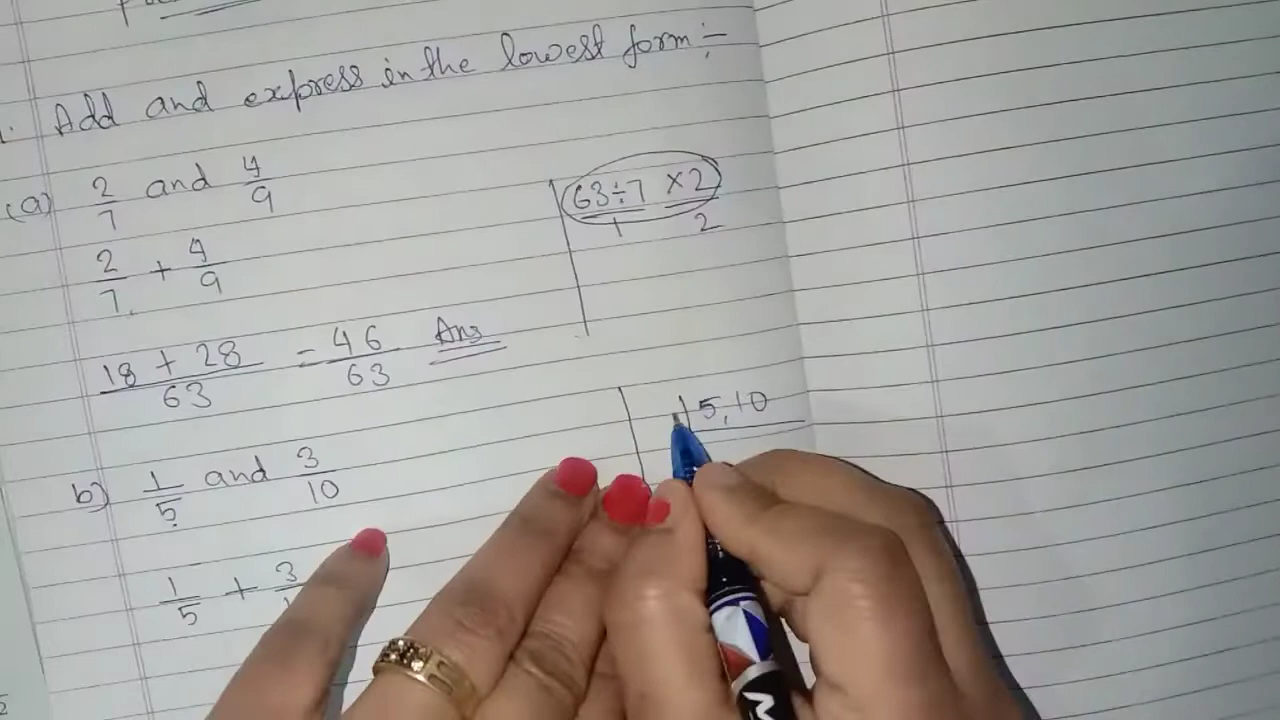 1. Add and express in the lowest form :-
(a) 2/7 and 4/9
63÷7 ×2
1 2
2/7 + 4/9
18 + 28 / 63 = 46/63 Ans
5, 10
b) 1/5 and 3/10
1/5 + 3/